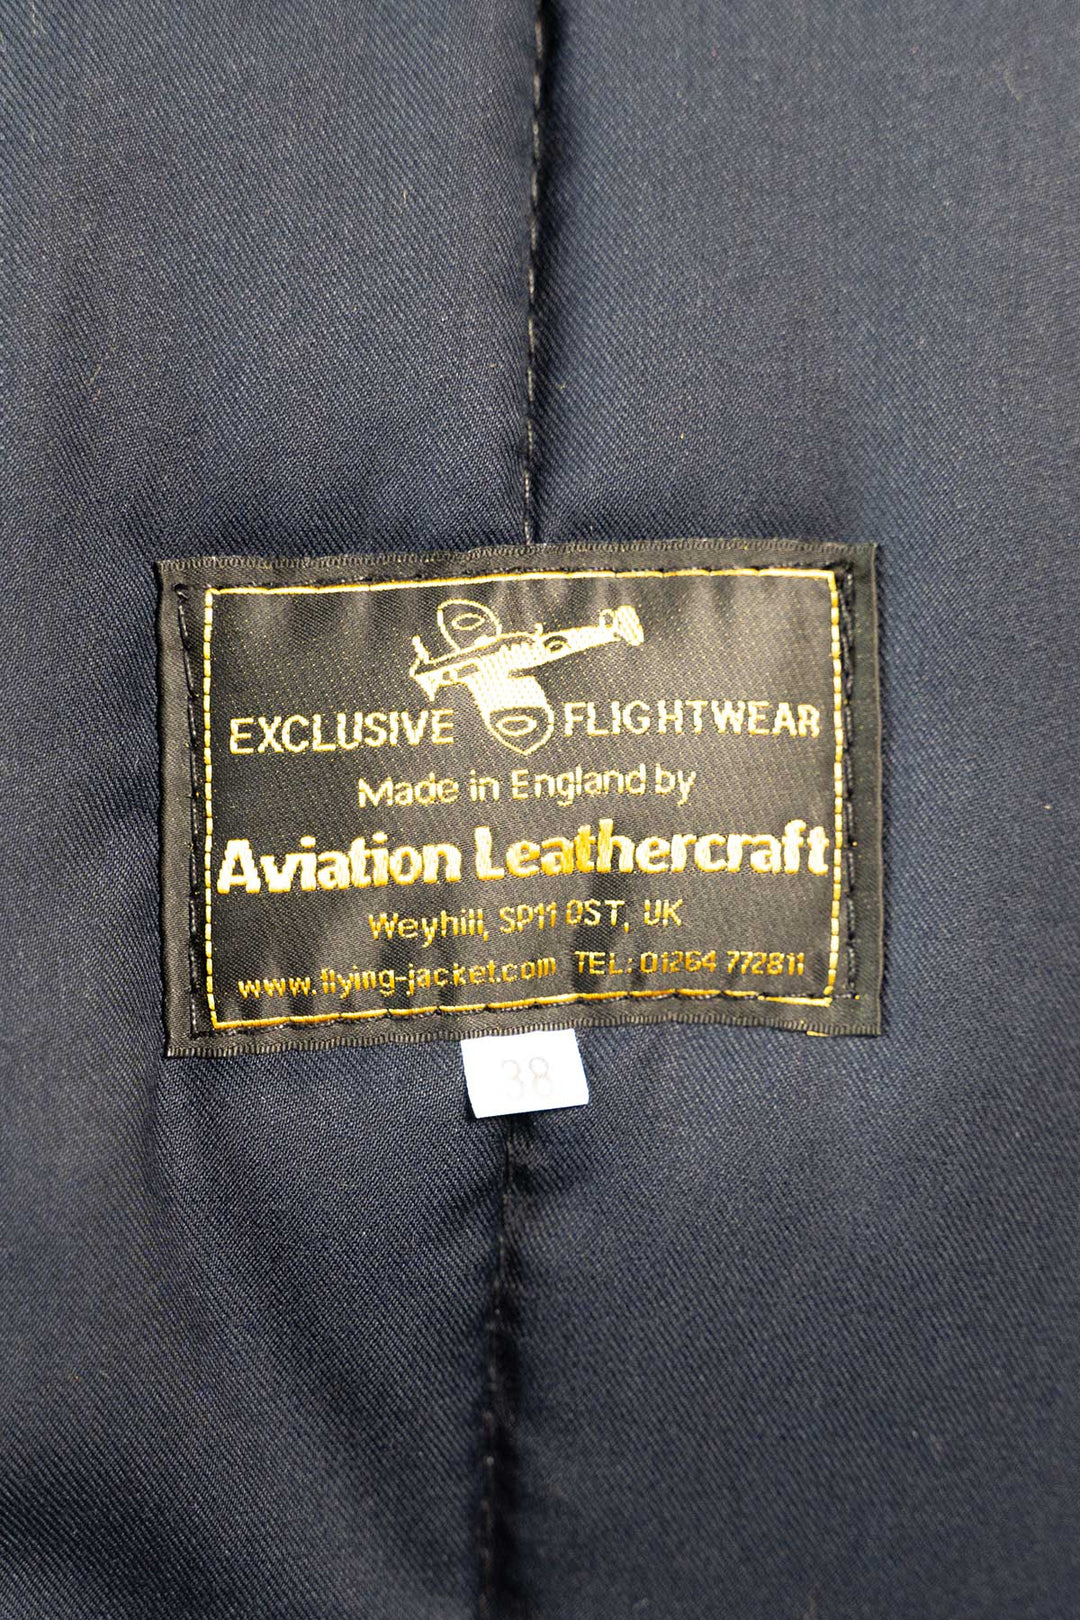 EXCLUSIVE FLIGHTWEAR
Made in England by
Aviation Leathercraft
Weyhill, SP11 0ST, UK
www.flying-jacket.com TEL: 01264 772811
38